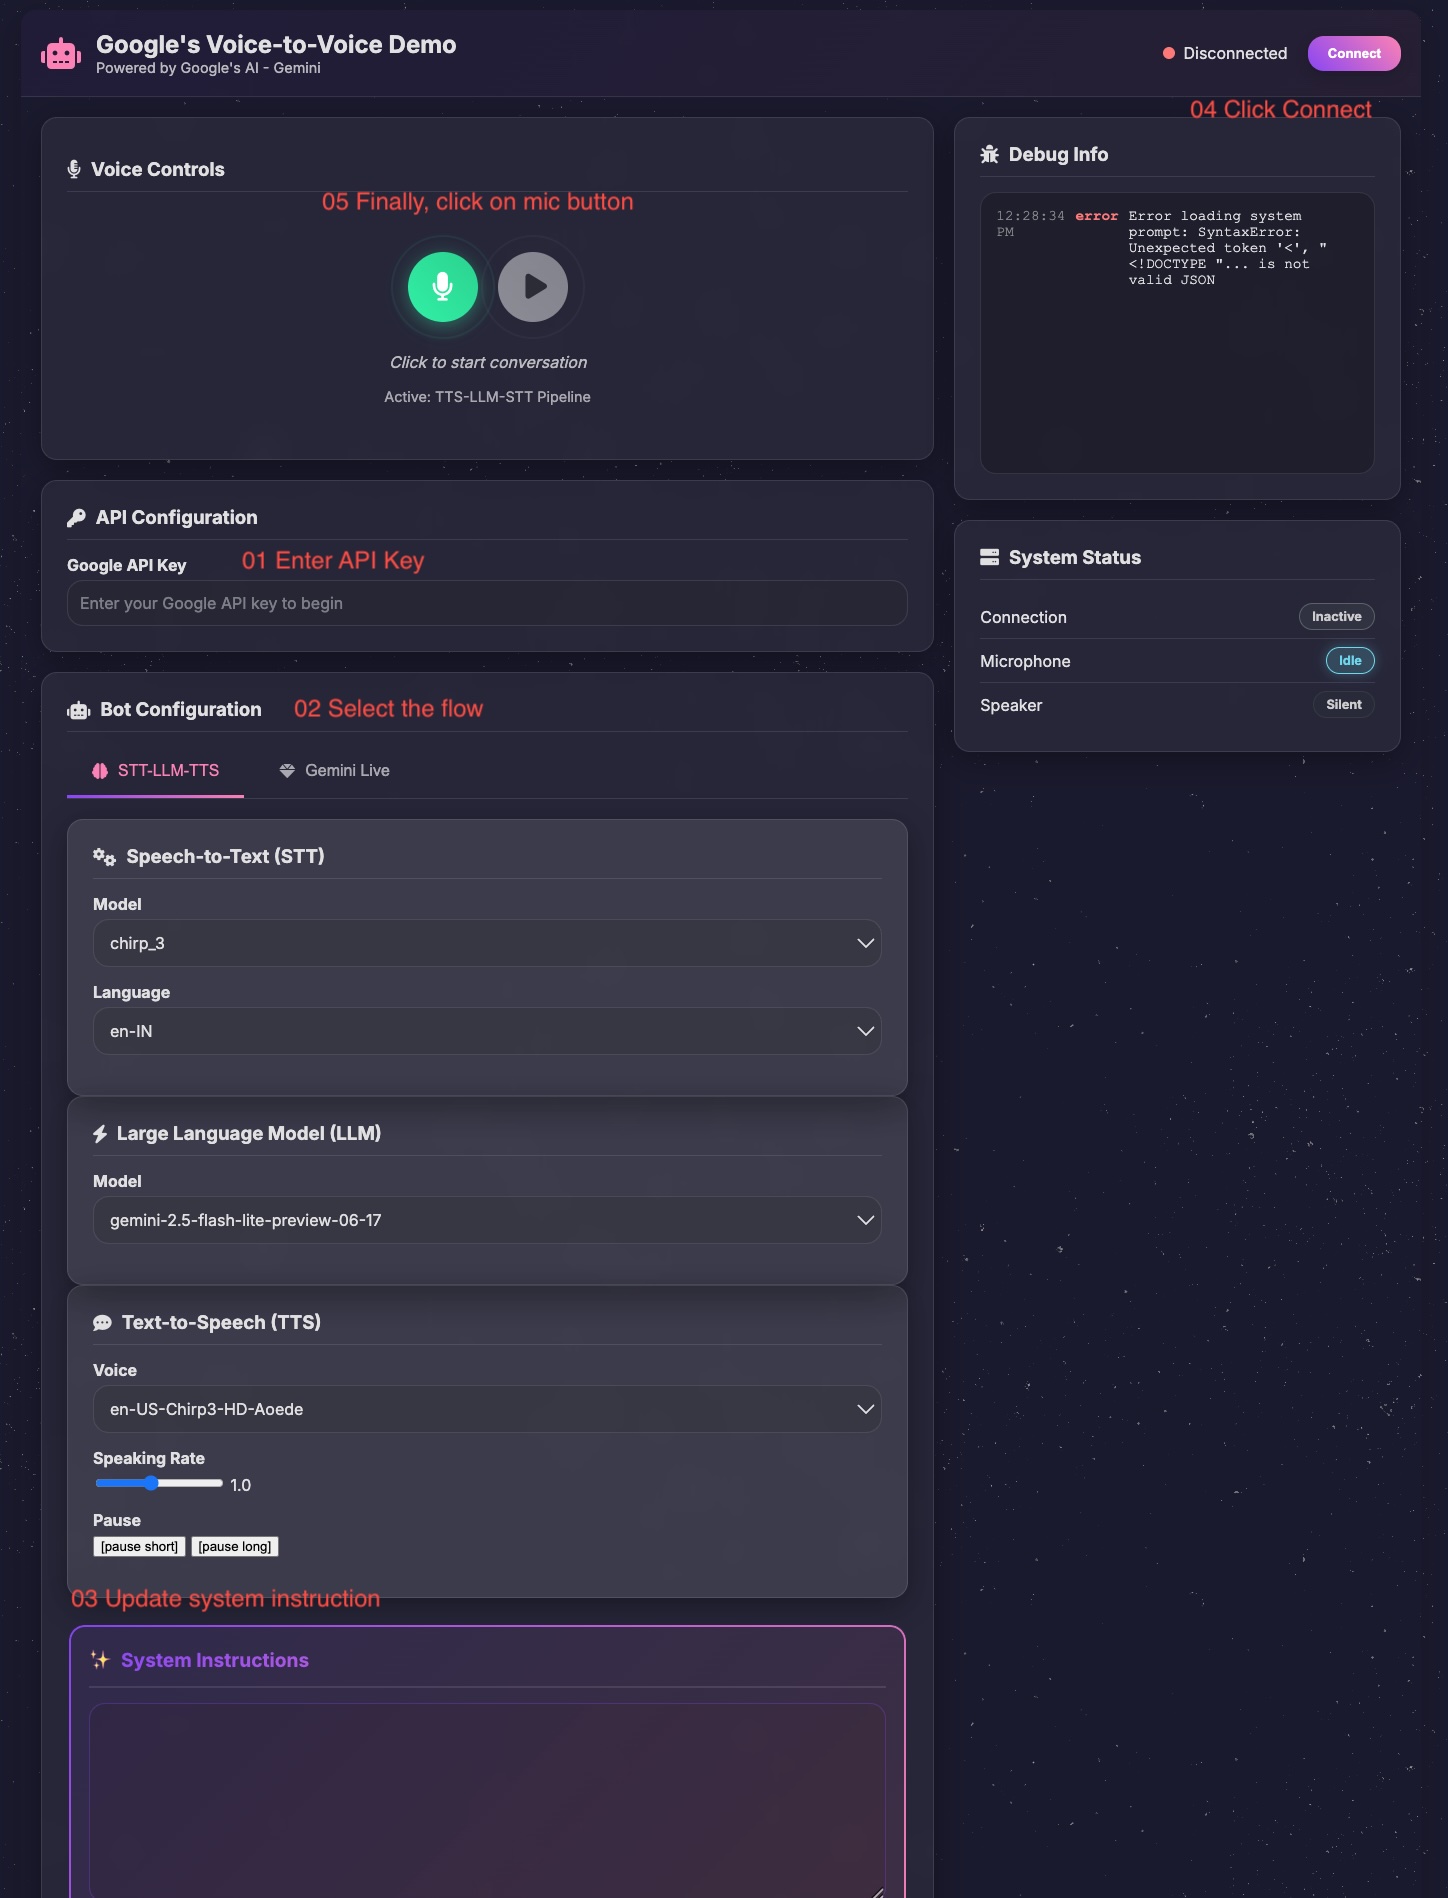 Google's Voice-to-Voice Demo
Powered by Google's AI - Gemini
Disconnected
Connect
04 Click Connect
Voice Controls
05 Finally, click on mic button
Click to start conversation
Active: TTS-LLM-STT Pipeline
API Configuration
Google API Key
01 Enter API Key
Enter your Google API key to begin
Bot Configuration
02 Select the flow
STT-LLM-TTS
Gemini Live
Speech-to-Text (STT)
Model
chirp_3
Language
en-IN
Large Language Model (LLM)
Model
gemini-2.5-flash-lite-preview-06-17
Text-to-Speech (TTS)
Voice
en-US-Chirp3-HD-Aoede
Speaking Rate
1.0
Pause
[pause short] [pause long]
03 Update system instruction
✨ System Instructions
Debug Info
12:28:34 error Error loading system
PM prompt: SyntaxError:
Unexpected token '<', "
<!DOCTYPE "... is not
valid JSON
System Status
Connection Inactive
Microphone Idle
Speaker Silent